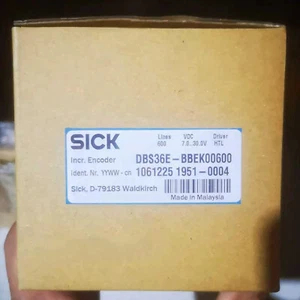 SICK
Lines VDC Driver
600 7.0...30.0V HTL
Incr. Encoder DBS36E-BBEK00600
Ident. Nr. YYWW - cn 1061225 1951-0004
Sick, D-79183 Waldkirch
Made in Malaysia